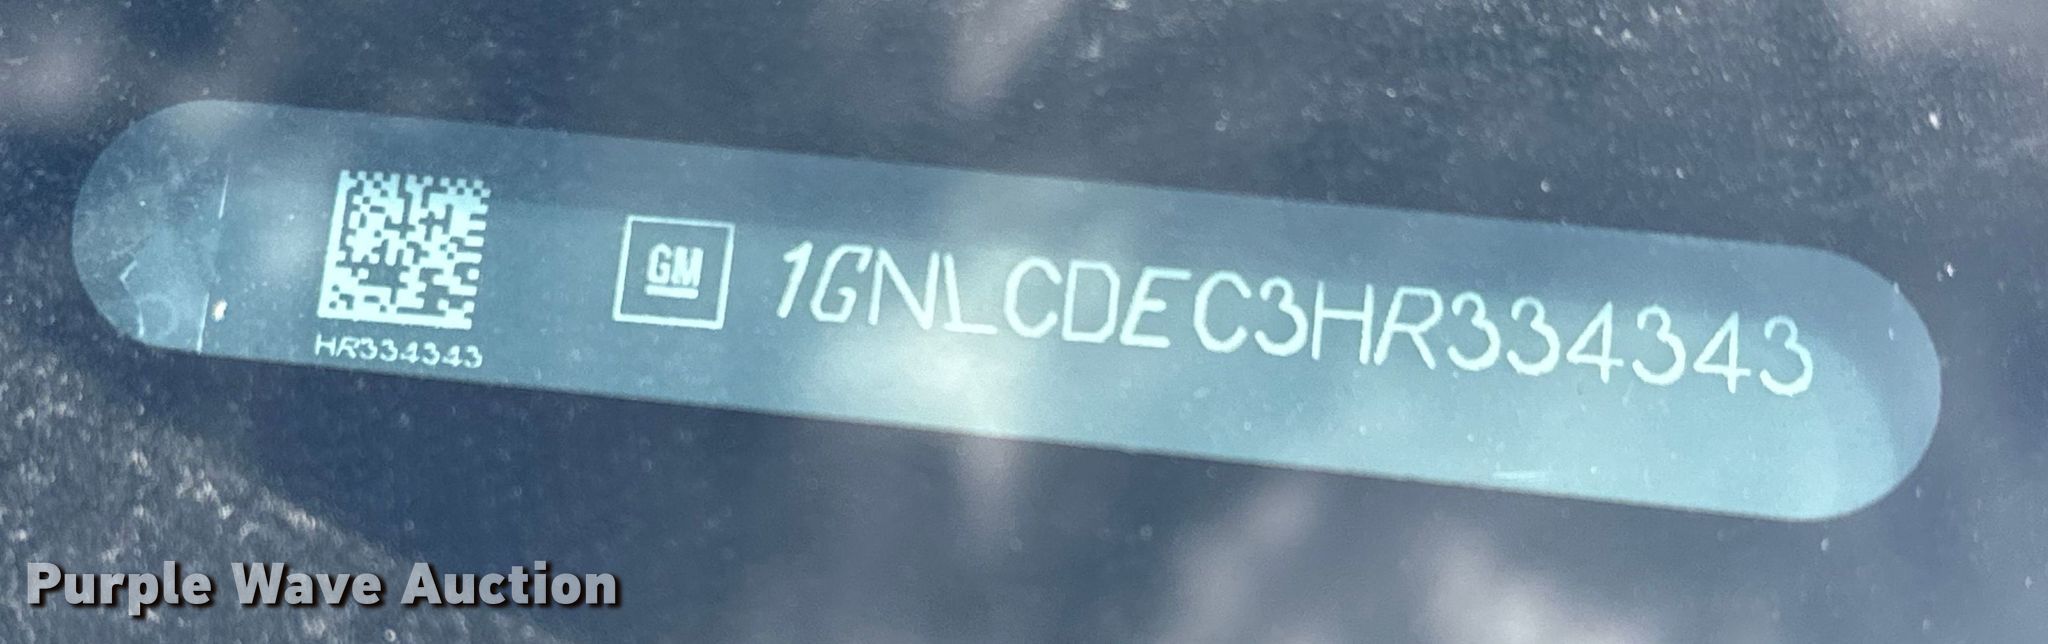 GM 1GNLCDEC3HR334343
HR334343
Purple Wave Auction